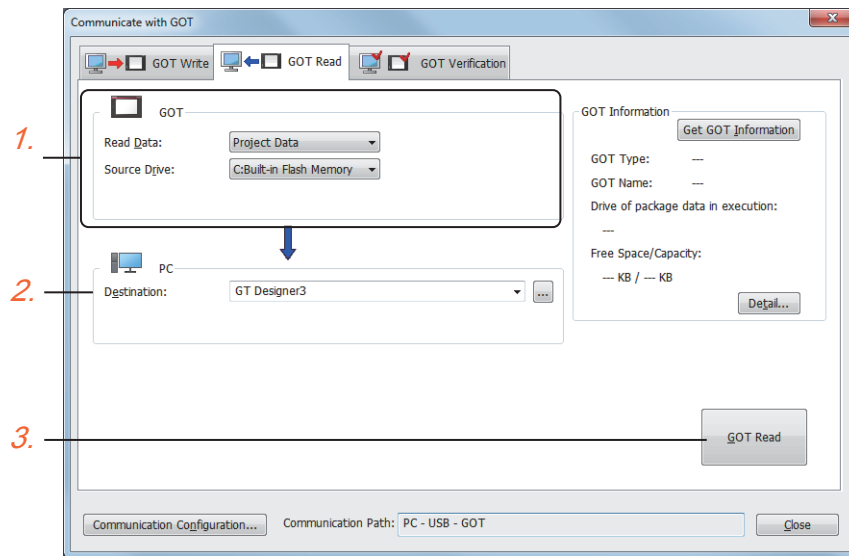 Communicate with GOT
GOT Write
GOT Read
GOT Verification
1.
GOT
Read Data:
Project Data
Source Drive:
C:Built-in Flash Memory
GOT Information
Get GOT Information
GOT Type:
---
GOT Name:
---
Drive of package data in execution:
---
Free Space/Capacity:
--- KB / --- KB
Detail...
2.
PC
Destination:
GT Designer3
...
3.
GOT Read
Communication Configuration...
Communication Path:
PC - USB - GOT
Close